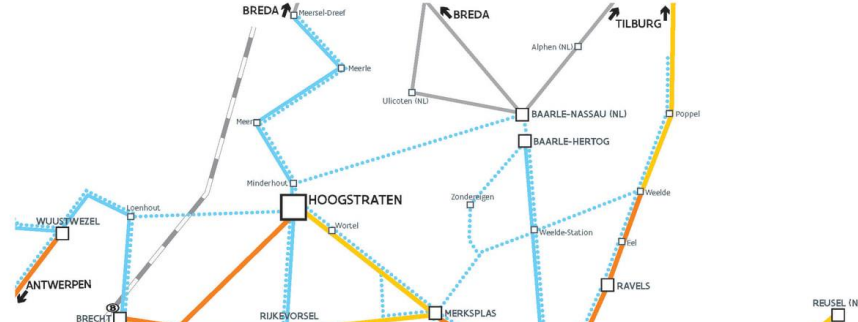 BREDA
Meersel-Dreef
BREDA
TILBURG
Alphen (NL)
Meerle
Ulicoten (NL)
Meer
BAARLE-NASSAU (NL)
Poppel
BAARLE-HERTOG
Minderhout
Weelde
HOOGSTRATEN
Zondereigen
Loenhout
WUUSTWEZEL
Wortel
Weelde-Station
Eel
ANTWERPEN
RAVELS
B
REUSEL (N
BRECHT
RIJKEVORSEL
MERKSPLAS